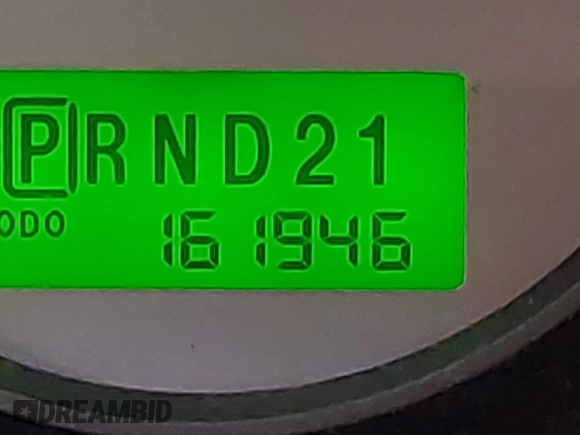 PRND21
ODO 161946
DREAMBID